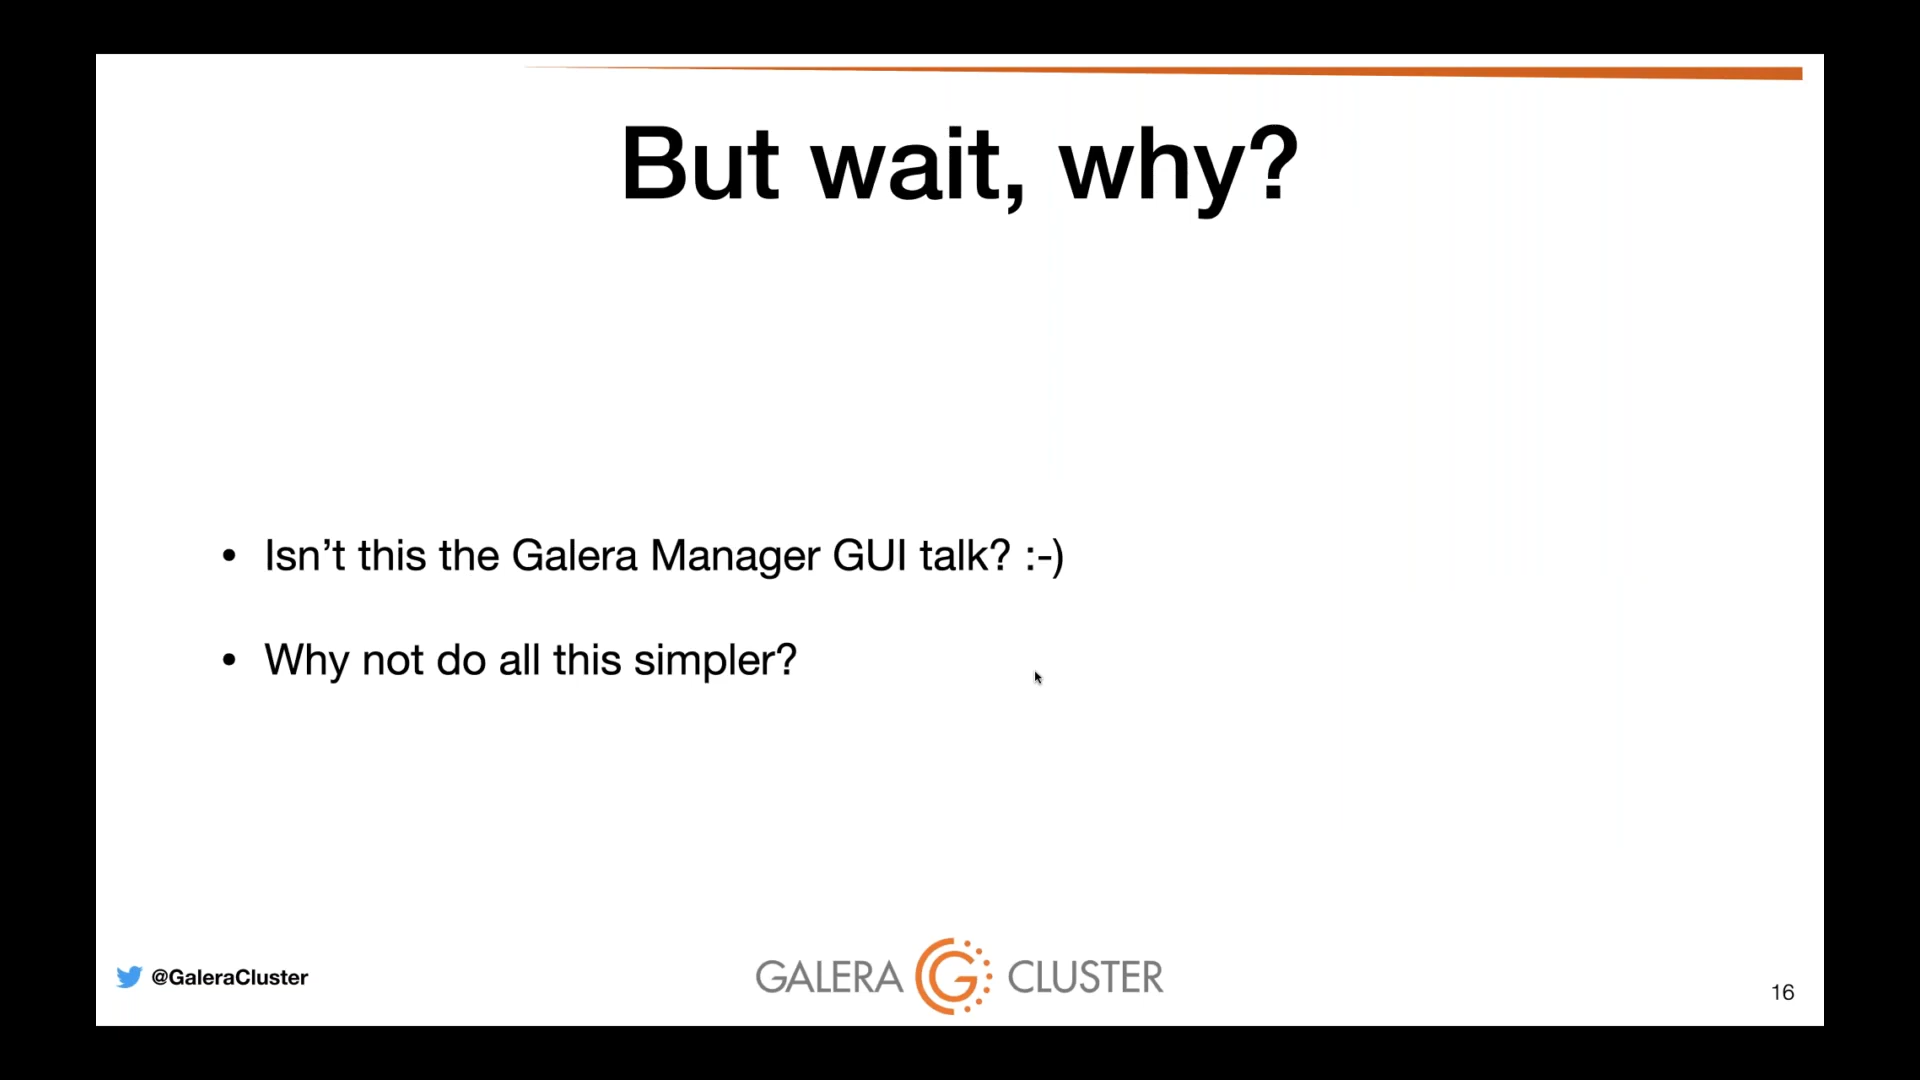 But wait, why?
• Isn’t this the Galera Manager GUI talk? :-)
• Why not do all this simpler?
@GaleraCluster
GALERA G CLUSTER
16